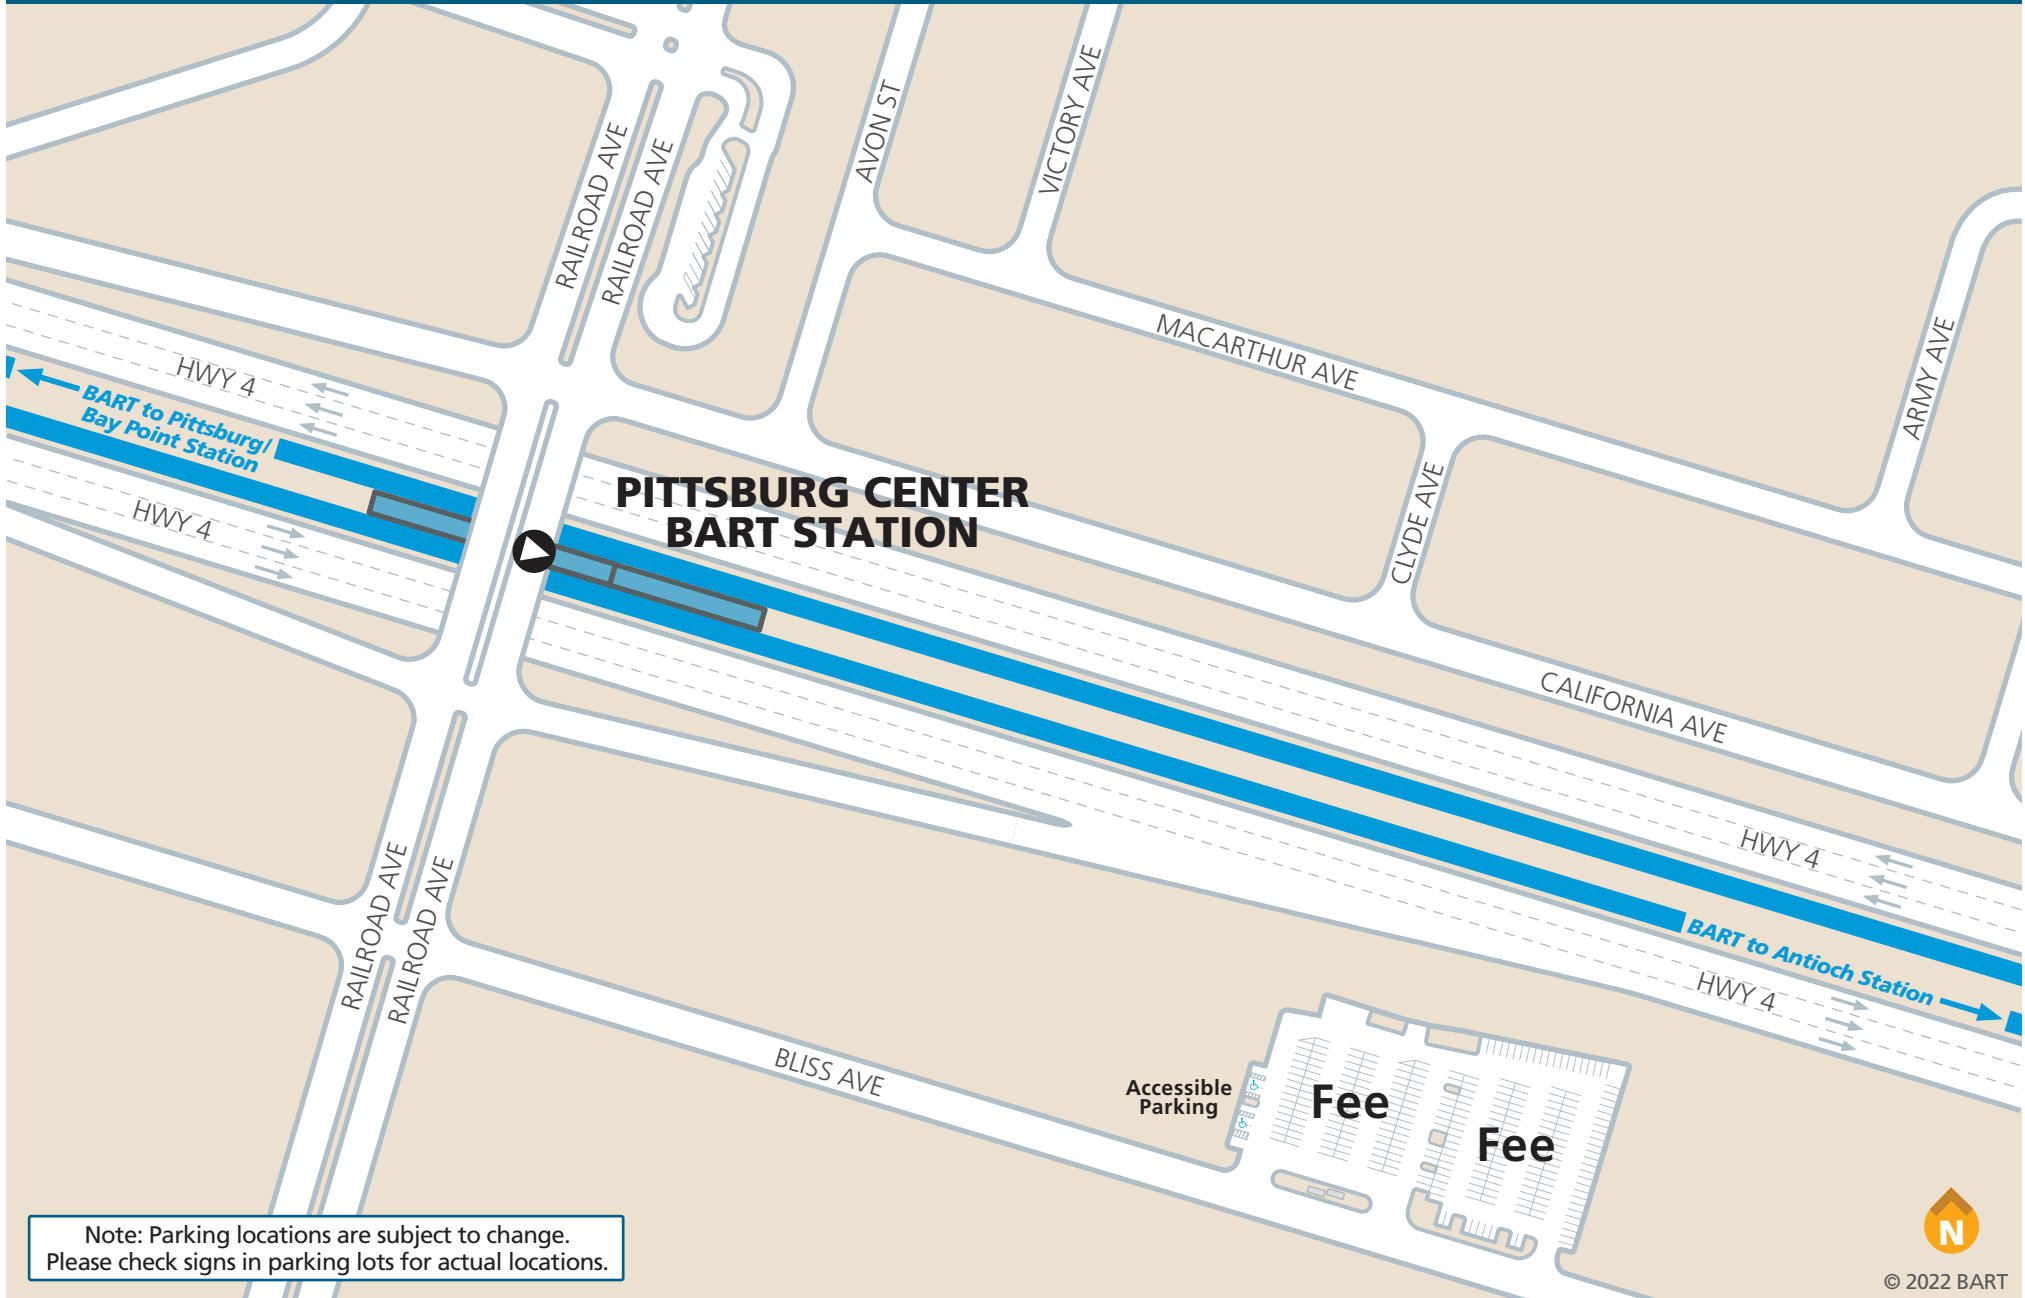 RAILROAD AVE
RAILROAD AVE
AVON ST
VICTORY AVE
MACARTHUR AVE
ARMY AVE
HWY 4
BART to Pittsburg/
Bay Point Station
HWY 4
PITTSBURG CENTER
BART STATION
CLYDE AVE
CALIFORNIA AVE
HWY 4
BART to Antioch Station
HWY 4
RAILROAD AVE
RAILROAD AVE
BLISS AVE
Accessible
Parking
Fee
Fee
Note: Parking locations are subject to change.
Please check signs in parking lots for actual locations.
N
© 2022 BART